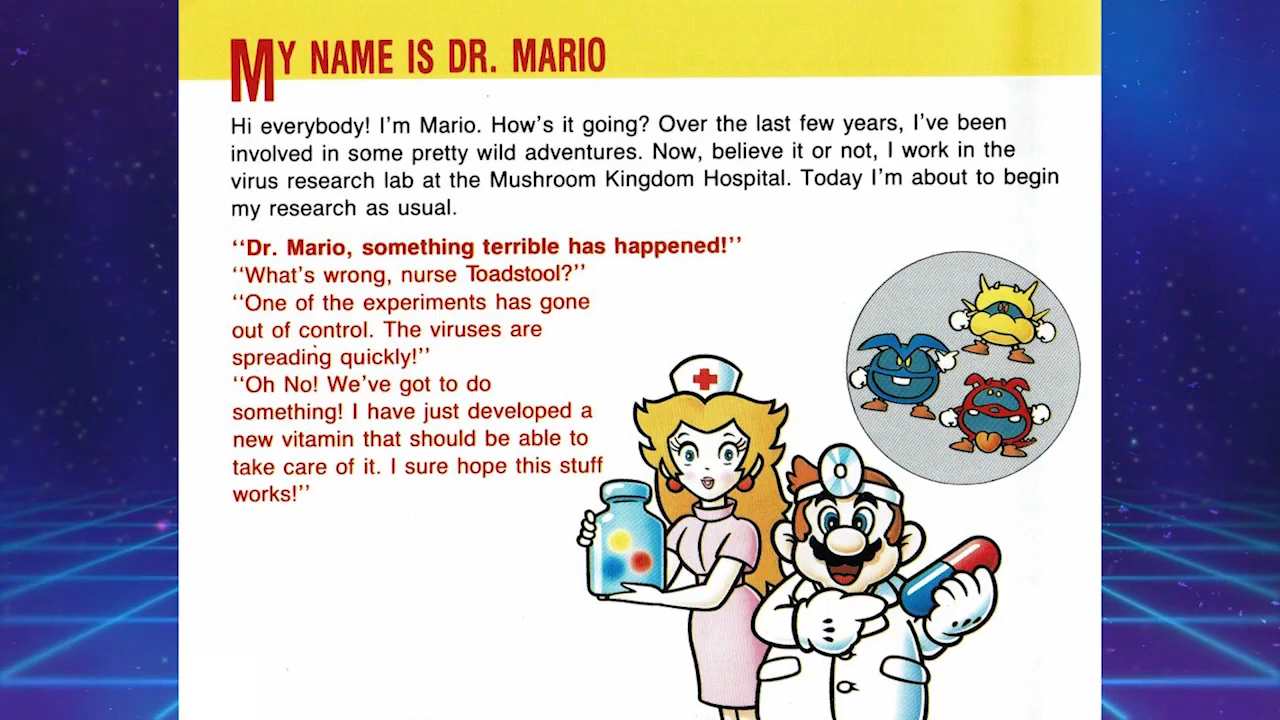 MY NAME IS DR. MARIO
Hi everybody! I'm Mario. How's it going? Over the last few years, I've been
involved in some pretty wild adventures. Now, believe it or not, I work in the
virus research lab at the Mushroom Kingdom Hospital. Today I'm about to begin
my research as usual.
''Dr. Mario, something terrible has happened!''
''What's wrong, nurse Toadstool?''
''One of the experiments has gone
out of control. The viruses are
spreading quickly!''
''Oh No! We've got to do
something! I have just developed a
new vitamin that should be able to
take care of it. I sure hope this stuff
works!''